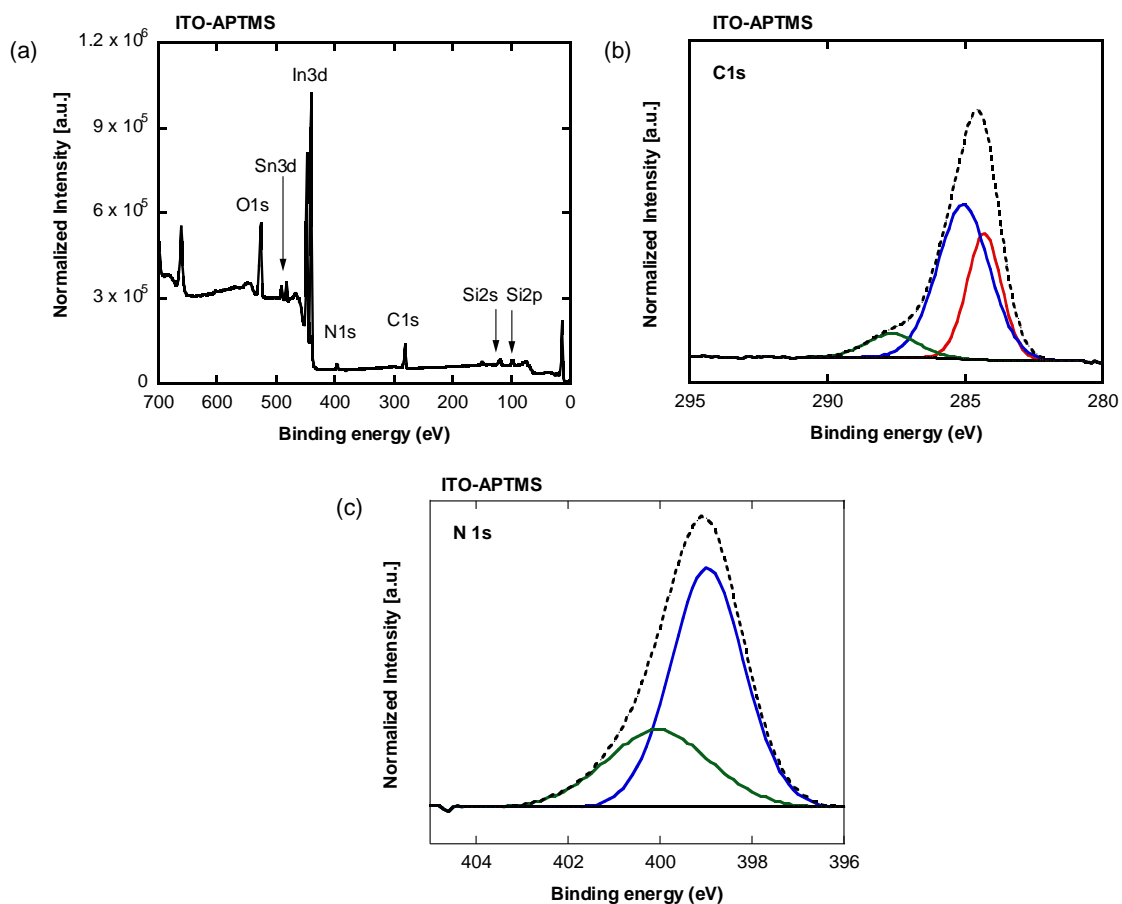 ITO-APTMS
(a)
1.2 x 10⁶
9 x 10⁵
6 x 10⁵
3 x 10⁵
0
Normalized Intensity [a.u.]
In3d
Sn3d
O1s
N1s
C1s
Si2s
Si2p
700 600 500 400 300 200 100 0
Binding energy (eV)
ITO-APTMS
(b)
C1s
Normalized Intensity [a.u.]
295 290 285 280
Binding energy (eV)
ITO-APTMS
(c)
N 1s
Normalized Intensity [a.u.]
404 402 400 398 396
Binding energy (eV)